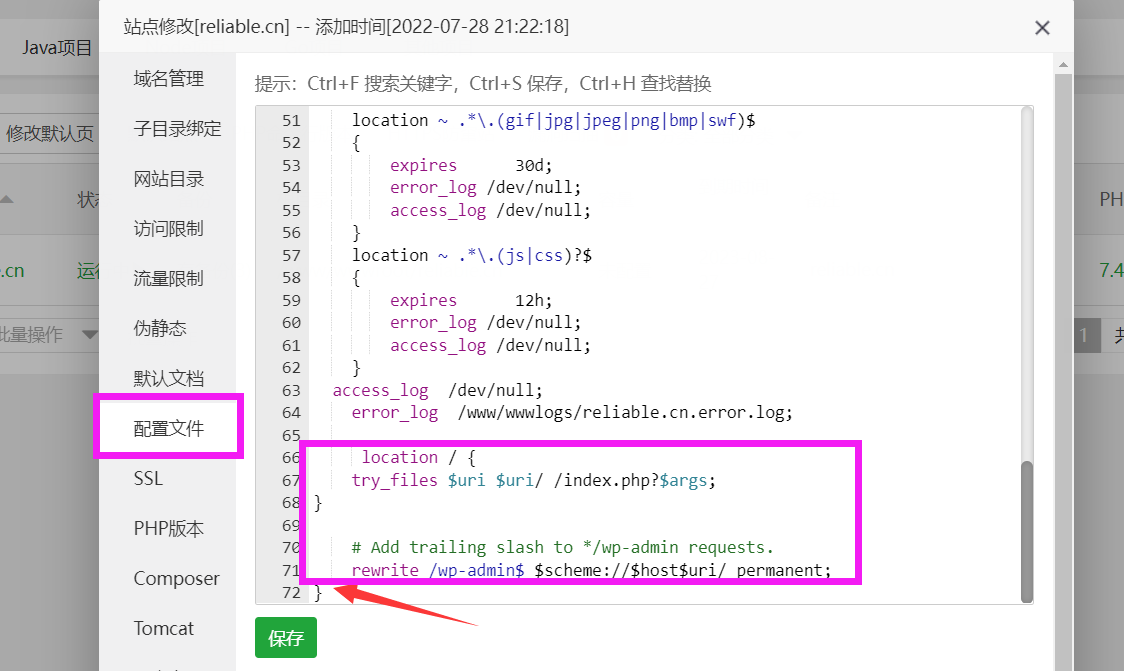 站点修改[reliable.cn] -- 添加时间[2022-07-28 21:22:18]
Java项目
修改默认页
.cn
批量操作
PH
7.4
1
域名管理
子目录绑定
网站目录
访问限制
流量限制
伪静态
默认文档
配置文件
SSL
PHP版本
Composer
Tomcat
提示：Ctrl+F 搜索关键字，Ctrl+S 保存，Ctrl+H 查找替换
51 location ~ .*\.(gif|jpg|jpeg|png|bmp|swf)$
52 {
53 expires      30d;
54 error_log /dev/null;
55 access_log /dev/null;
56 }
57 location ~ .*\.(js|css)?$
58 {
59 expires      12h;
60 error_log /dev/null;
61 access_log /dev/null;
62 }
63 access_log  /dev/null;
64 error_log  /www/wwwlogs/reliable.cn.error.log;
65
66 location / {
67 try_files $uri $uri/ /index.php?$args;
68 }
69
70 # Add trailing slash to */wp-admin requests.
71 rewrite /wp-admin$ $scheme://$host$uri/ permanent;
72 }
保存